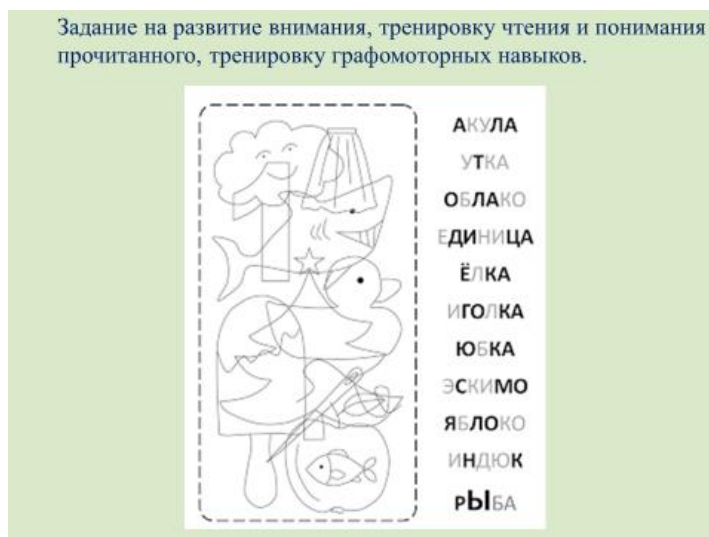 Задание на развитие внимания, тренировку чтения и понимания
прочитанного, тренировку графомоторных навыков.
АКУЛА
УТКА
ОБЛАКО
ЕДИНИЦА
ЁЛКА
ИГОЛКА
ЮБКА
ЭСКИМО
ЯБЛОКО
ИНДЮК
РЫБА